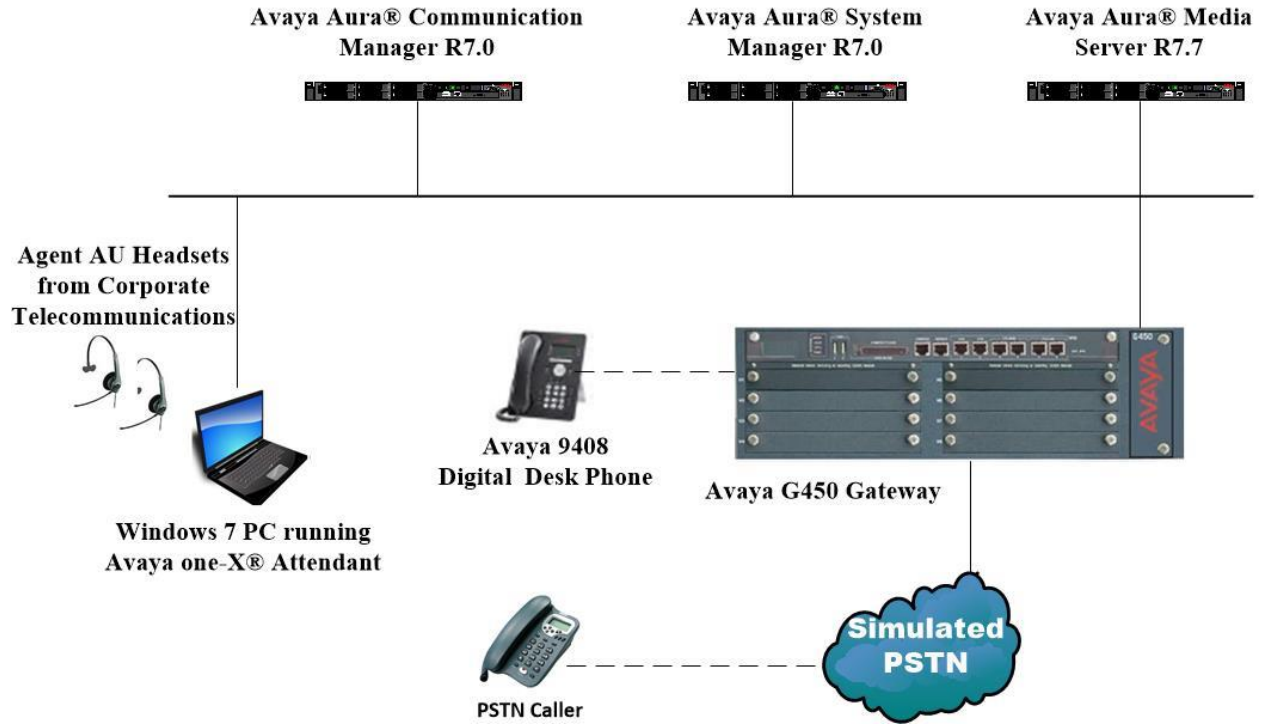 Avaya Aura® Communication
Manager R7.0
Avaya Aura® System
Manager R7.0
Avaya Aura® Media
Server R7.7
Agent AU Headsets
from Corporate
Telecommunications
Windows 7 PC running
Avaya one-X® Attendant
Avaya 9408
Digital Desk Phone
G450
AVAYA
Avaya G450 Gateway
Simulated
PSTN
PSTN Caller